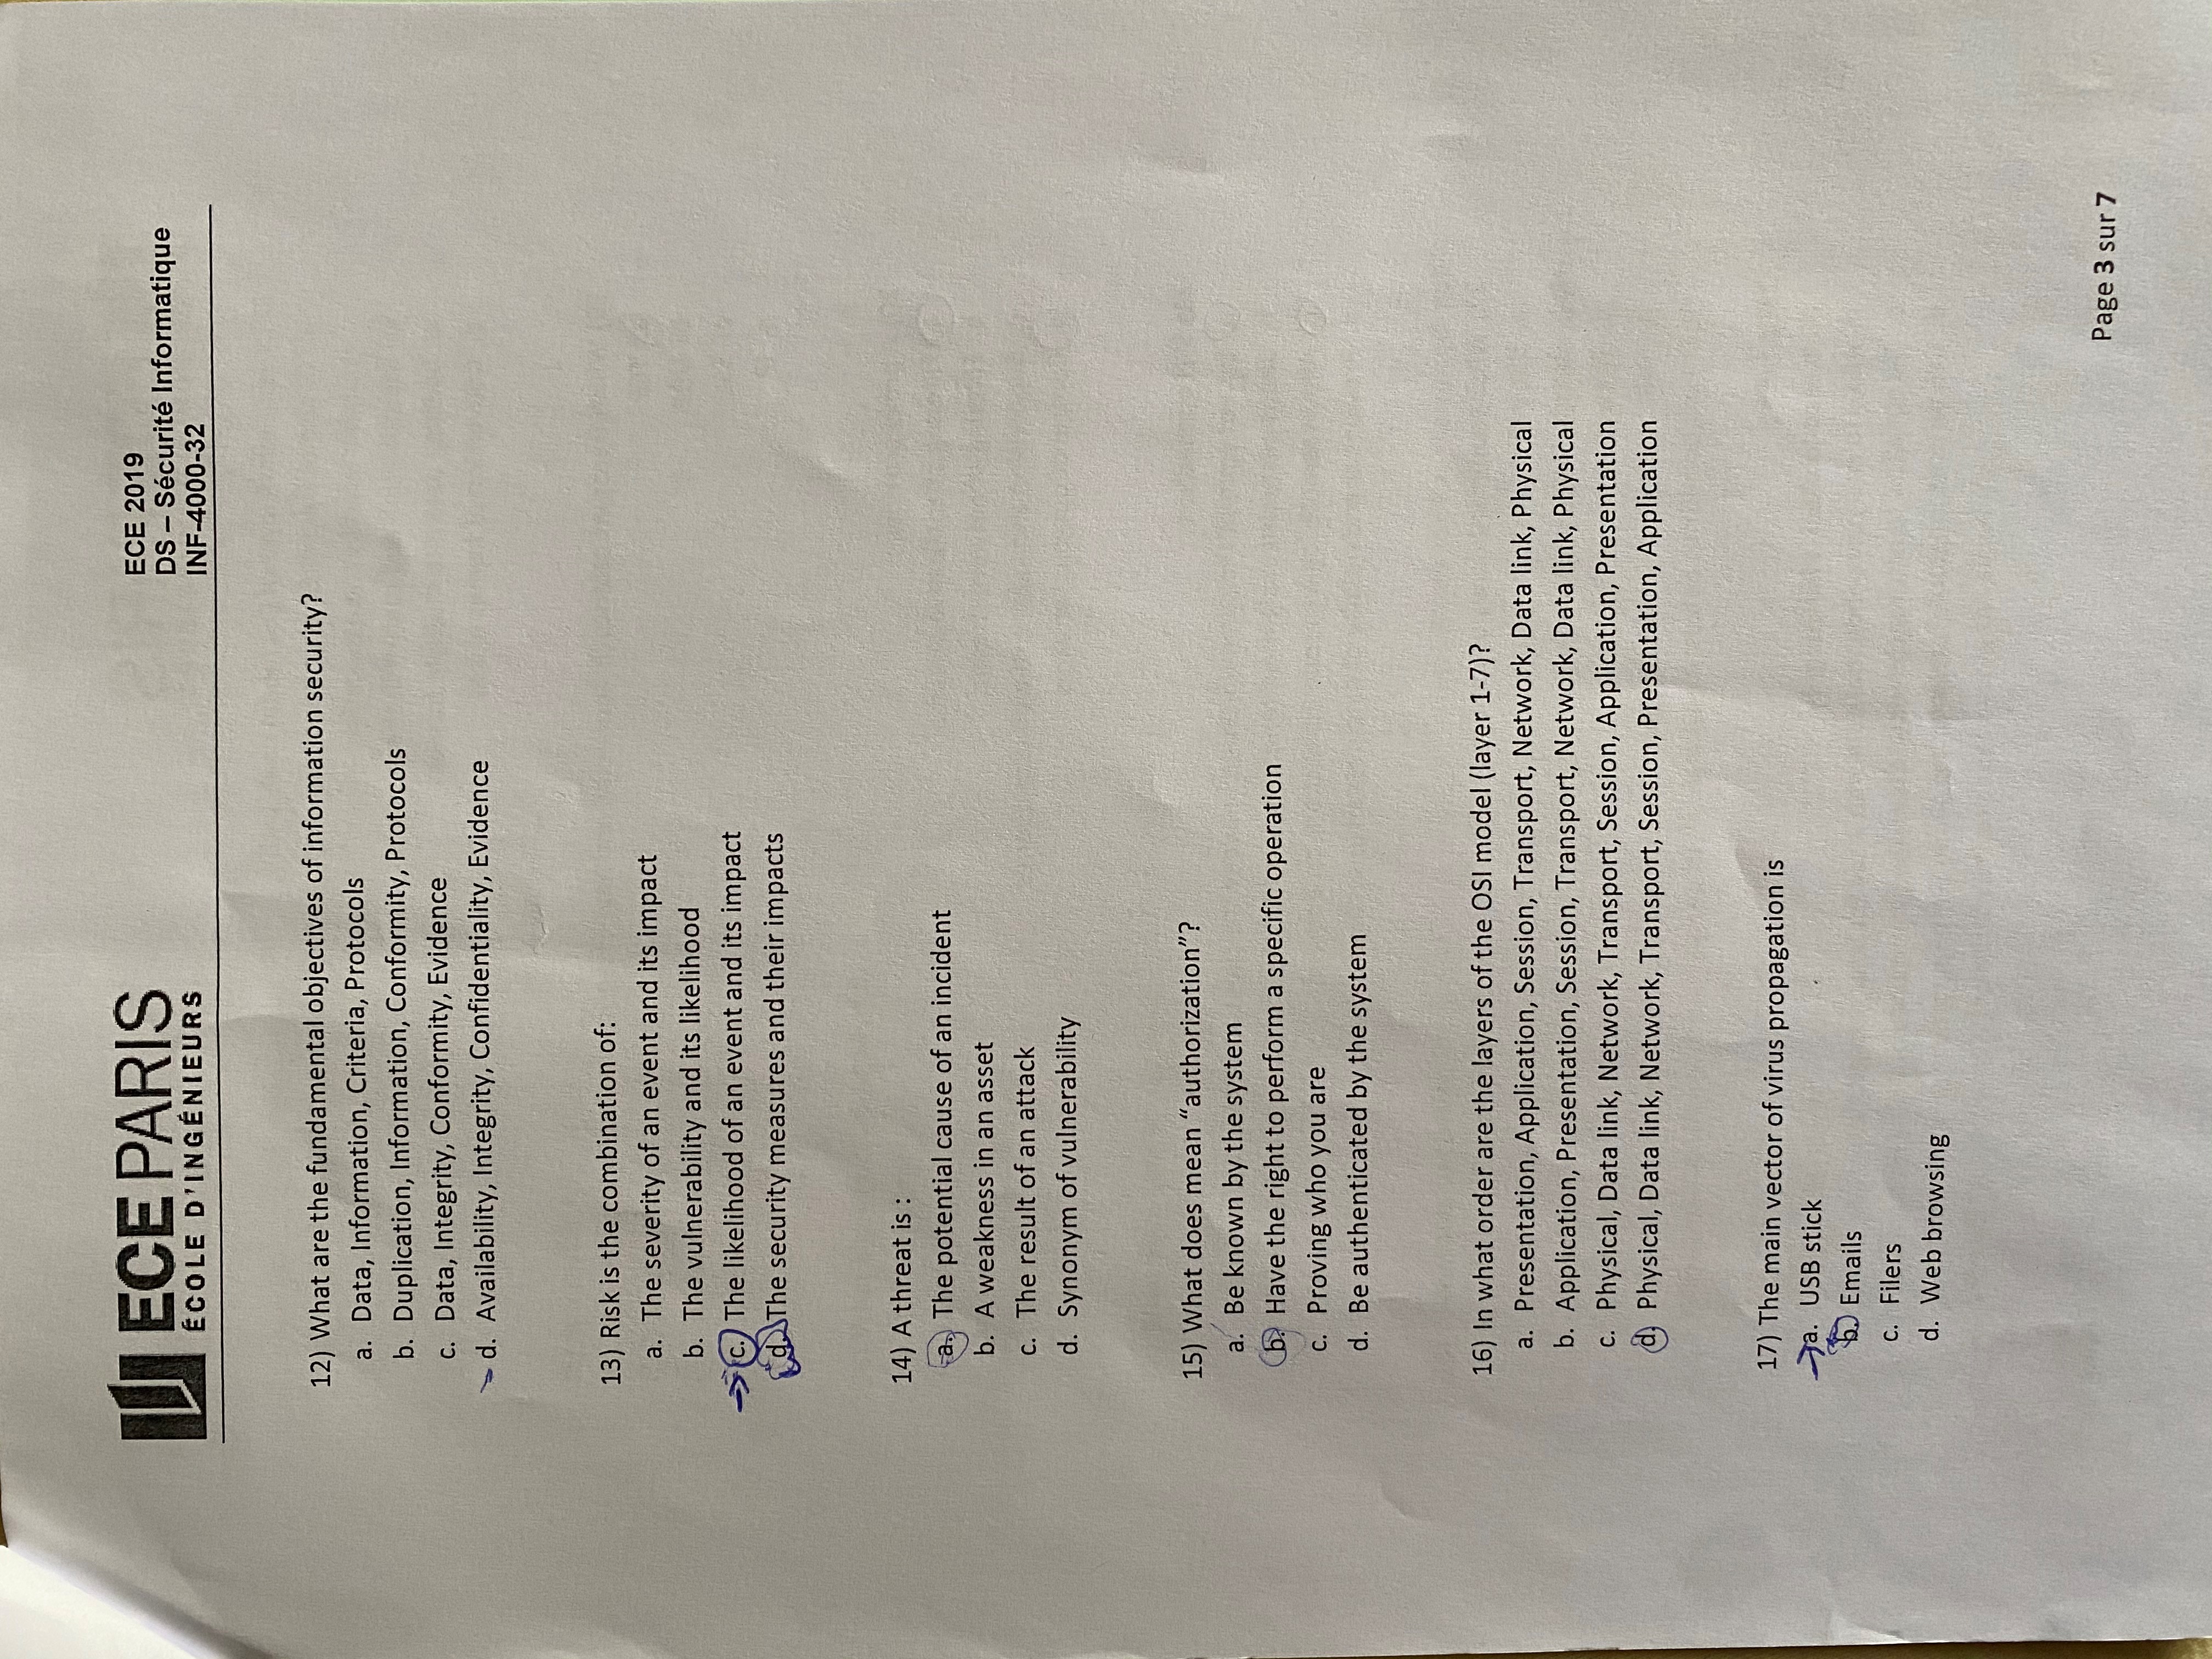 ECE PARIS
ÉCOLE D'INGÉNIEURS
ECE 2019
DS – Sécurité Informatique
INF-4000-32
12) What are the fundamental objectives of information security?
a. Data, Information, Criteria, Protocols
b. Duplication, Information, Conformity, Protocols
c. Data, Integrity, Conformity, Evidence
d. Availability, Integrity, Confidentiality, Evidence
13) Risk is the combination of:
a. The severity of an event and its impact
b. The vulnerability and its likelihood
c. The likelihood of an event and its impact
d. The security measures and their impacts
14) A threat is :
a. The potential cause of an incident
b. A weakness in an asset
c. The result of an attack
d. Synonym of vulnerability
15) What does mean “authorization”?
a. Be known by the system
b. Have the right to perform a specific operation
c. Proving who you are
d. Be authenticated by the system
16) In what order are the layers of the OSI model (layer 1-7)?
a. Presentation, Application, Session, Transport, Network, Data link, Physical
b. Application, Presentation, Session, Transport, Network, Data link, Physical
c. Physical, Data link, Network, Transport, Session, Application, Presentation
d. Physical, Data link, Network, Transport, Session, Presentation, Application
17) The main vector of virus propagation is
a. USB stick
b. Emails
c. Filers
d. Web browsing
Page 3 sur 7